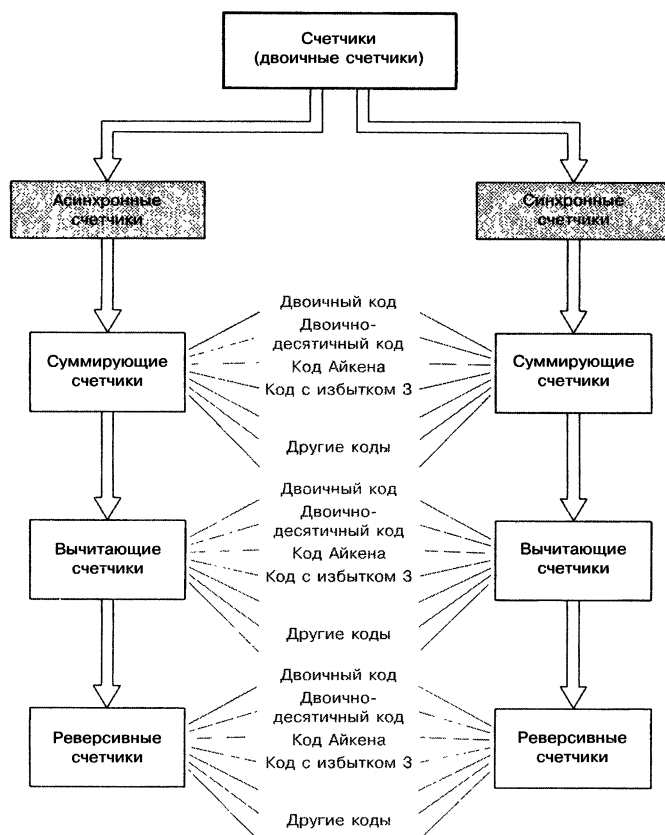 Счетчики
(двоичные счетчики)
Асинхронные
счетчики
Синхронные
счетчики
Двоичный код
Двоично-
десятичный код
Код Айкена
Код с избытком 3
Другие коды
Суммирующие
счетчики
Суммирующие
счетчики
Двоичный код
Двоично-
десятичный код
Код Айкена
Код с избытком 3
Другие коды
Вычитающие
счетчики
Вычитающие
счетчики
Двоичный код
Двоично-
десятичный код
Код Айкена
Код с избытком 3
Другие коды
Реверсивные
счетчики
Реверсивные
счетчики